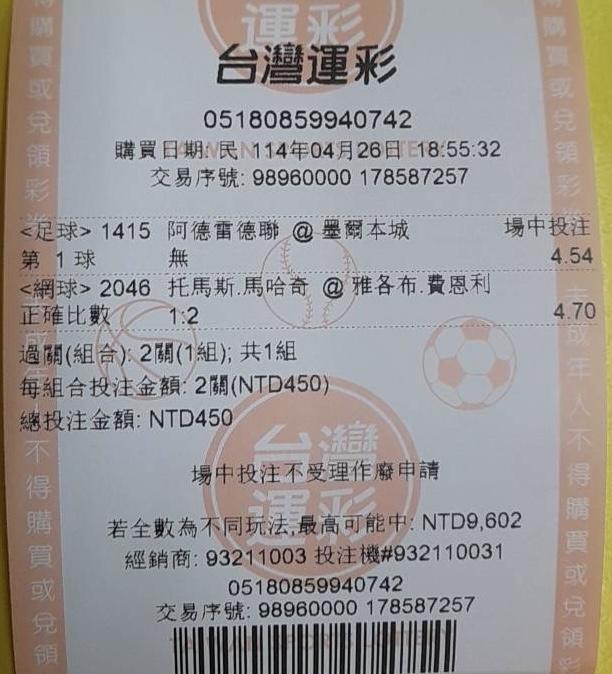 台灣運彩
05180859940742
購買日期: 民 114年04月26日 18:55:32
交易序號: 98960000 178587257
<足球> 1415 阿德雷德聯 @ 墨爾本城 場中投注
第 1 球 無 4.54
<網球> 2046 托馬斯.馬哈奇 @ 雅各布.費恩利
正確比數 1:2 4.70
過關(組合): 2關(1組); 共1組
每組合投注金額: 2關(NTD450)
總投注金額: NTD450
台灣運彩
場中投注不受理作廢申請
若全數為不同玩法,最高可能中: NTD9,602
經銷商: 93211003 投注機#932110031
05180859940742
交易序號: 98960000 178587257